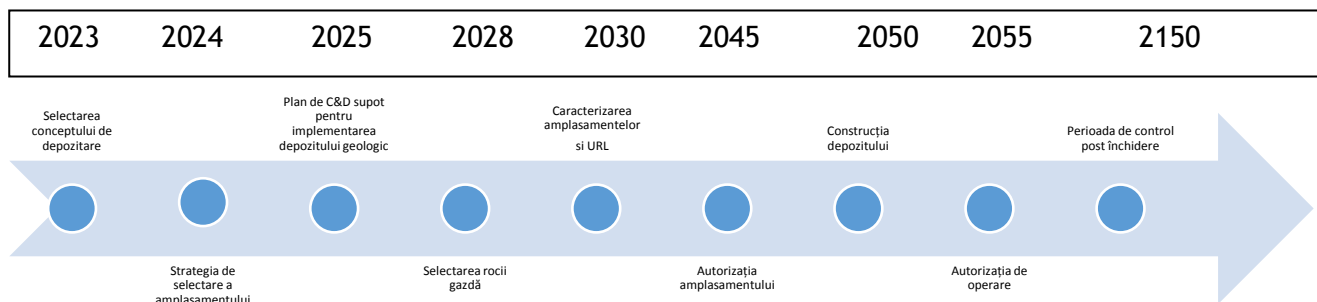 2023 2024 2025 2028 2030 2045 2050 2055 2150
Selectarea
conceptului de
depozitare
Plan de C&D supot
pentru
implementarea
depozitului geologic
Caracterizarea
amplasamentelor
si URL
Construcția
depozitului
Perioada de control
post închidere
Strategia de
selectare a
amplasamentului
Selectarea rocii
gazdă
Autorizația
amplasamentului
Autorizația de
operare